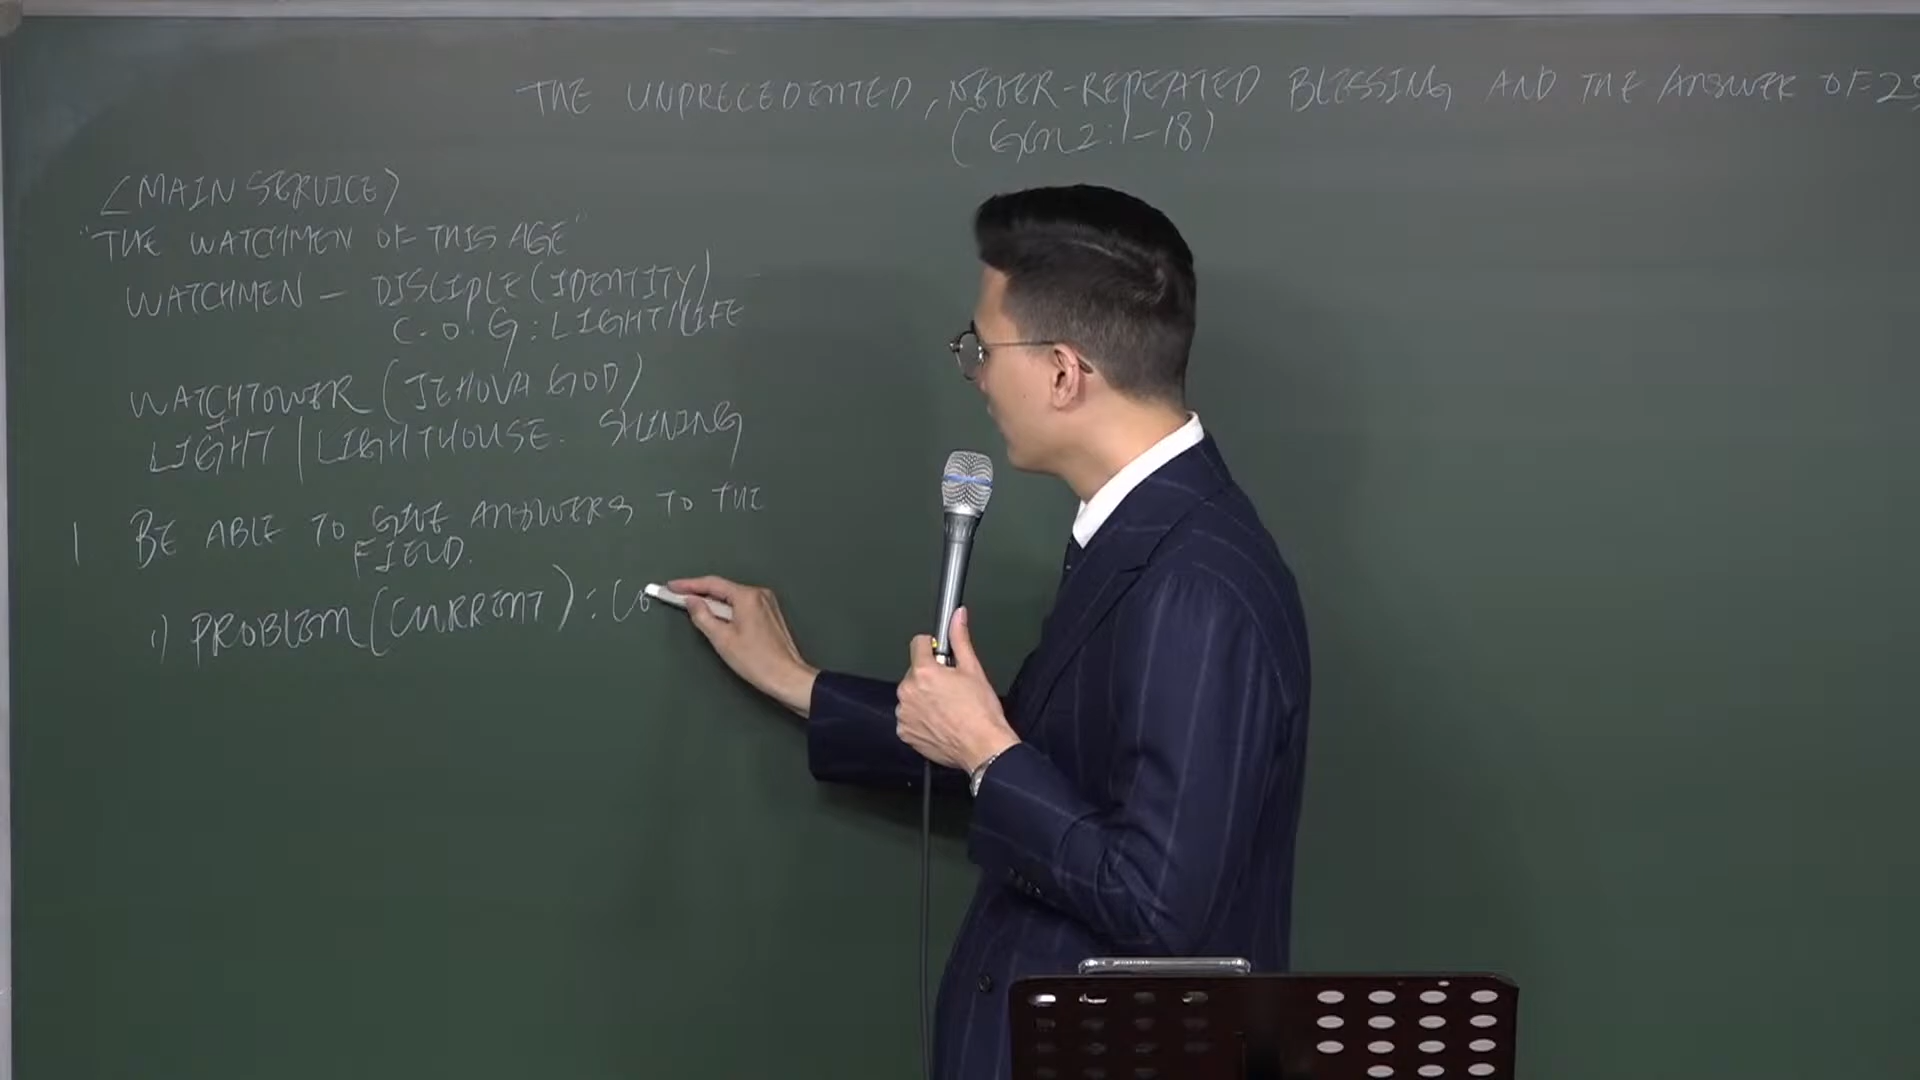 THE UNPRECEDENTED, NEVER-REPEATED BLESSING AND THE ANSWER OF 25
(Gen 2:1-18)
<MAIN SERVICE>
"THE WATCHMEN OF THIS AGE"
WATCHMEN - DISCIPLE (IDENTITY)
C.O.G: LIGHT/LIFE
WATCHTOWER (JEHOVA GOD)
+
LIGHT | LIGHTHOUSE. SHINING
1 BE ABLE TO GIVE ANSWERS TO THE
FIELD.
1) PROBLEM (CURRENT): Co